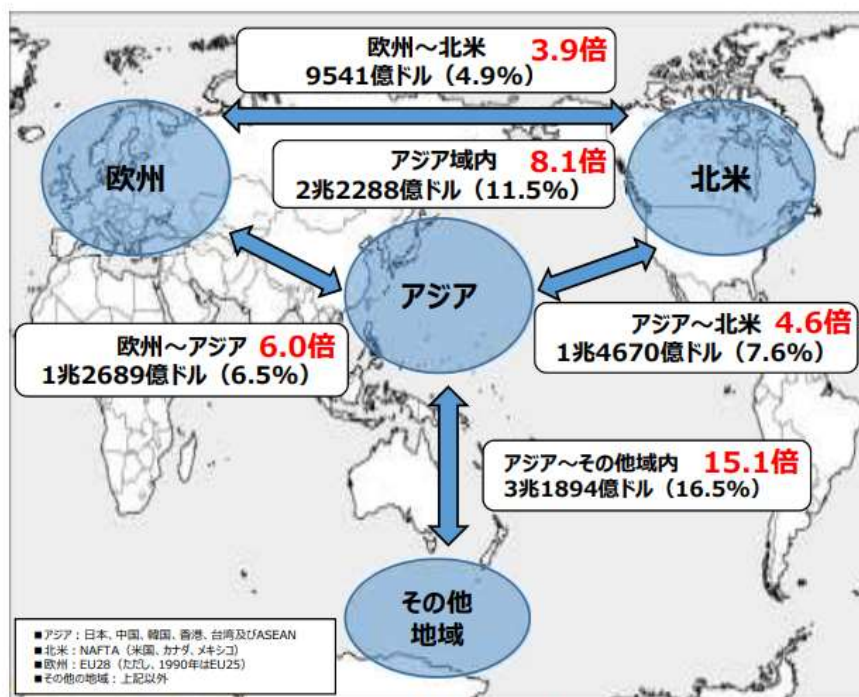 欧州～北米 3.9倍
9541億ドル（4.9%）
欧州
アジア域内 8.1倍
2兆2288億ドル（11.5%）
北米
アジア
欧州～アジア 6.0倍
1兆2689億ドル（6.5%）
アジア～北米 4.6倍
1兆4670億ドル（7.6%）
アジア～その他域内 15.1倍
3兆1894億ドル（16.5%）
その他
地域
■アジア：日本、中国、韓国、香港、台湾及びASEAN
■北米：NAFTA（米国、カナダ、メキシコ）
■欧州：EU28（ただし、1990年はEU25）
■その他の地域：上記以外